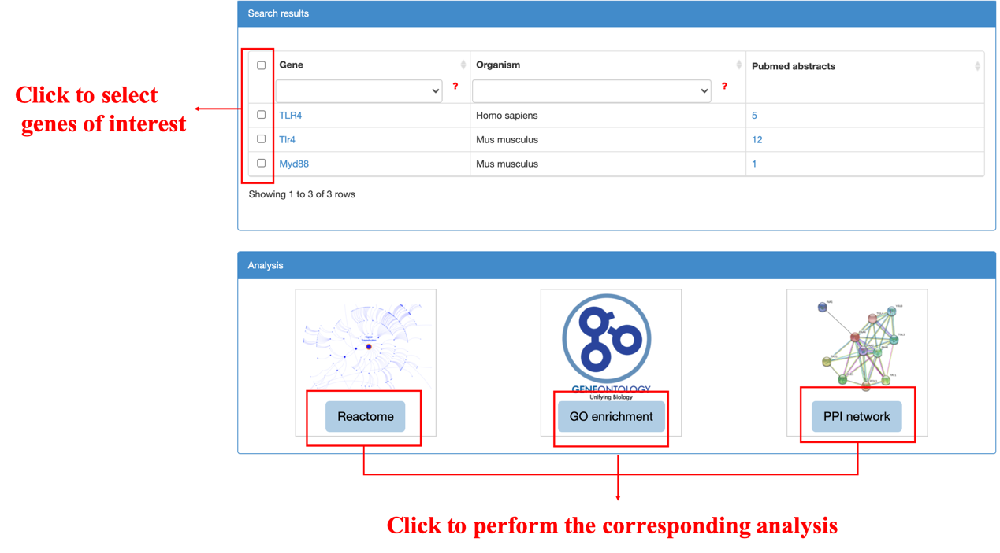 Search results
Click to select
genes of interest
Gene
Organism
Pubmed abstracts
?
?
TLR4
Homo sapiens
5
Tlr4
Mus musculus
12
Myd88
Mus musculus
1
Showing 1 to 3 of 3 rows
Analysis
Signal
Transduction
GENEONTOLOGY
Unifying Biology
Reactome
GO enrichment
PPI network
Click to perform the corresponding analysis